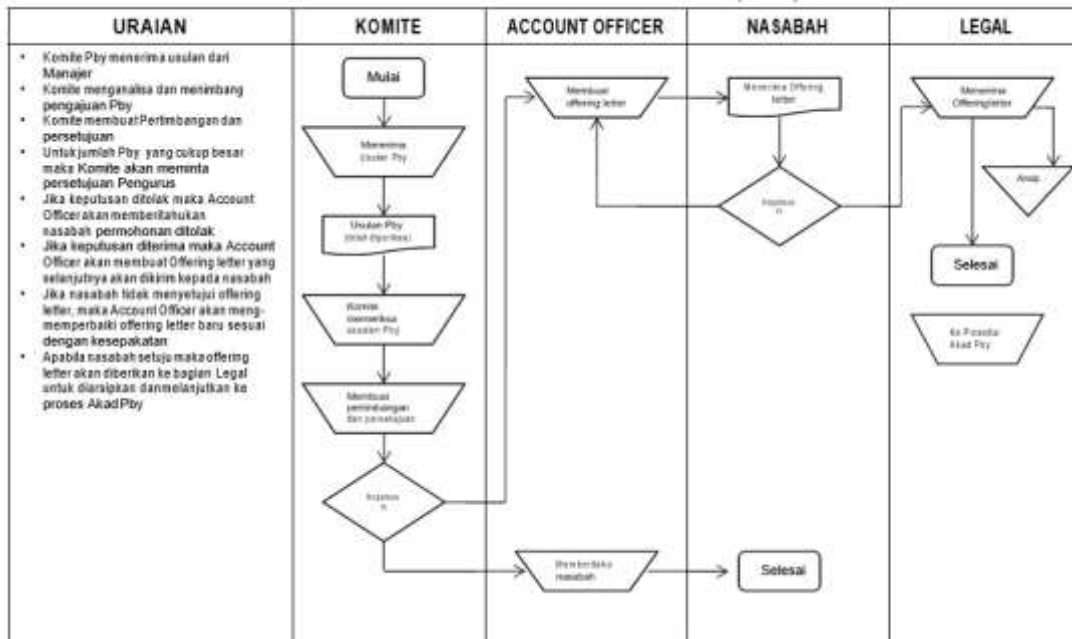 URAIAN
KOMITE
ACCOUNT OFFICER
NASABAH
LEGAL
• Komite Pby menerima usulan dari
Manajer
• Komite menganalisa dan menimbang
pengajuan Pby
• Komite membuat Pertimbangan dan
persetujuan
• Untuk jumlah Pby yang cukup besar
maka Komite akan meminta
persetujuan Pengurus
• Jika keputusan ditolak maka Account
Officer akan memberitahukan
nasabah permohonan ditolak
• Jika keputusan diterima maka Account
Officer akan membuat Offering letter yang
selanjutnya akan dikirim kepada nasabah
• Jika nasabah tidak menyetujui offering
letter, maka Account Officer akan meng-
memperbaiki offering letter baru sesuai
dengan kesepakatan
• Apabila nasabah setuju maka offering
letter akan diberikan ke bagian Legal
untuk diarsipkan danmelanjutkan ke
proses Akad Pby
Mulai
Menerima
Usulan Pby
Usulan Pby
Komite
memeriksa
usulan Pby
Membuat
pertimbangan
dan persetujuan
Keputusa
n
Membuat
offering letter
Memberitahu
nasabah
Menerima Offering
letter
Keputusa
n
Selesai
Menerima
Offering letter
Arsip
Selesai
Ke Prosedur
Akad Pby